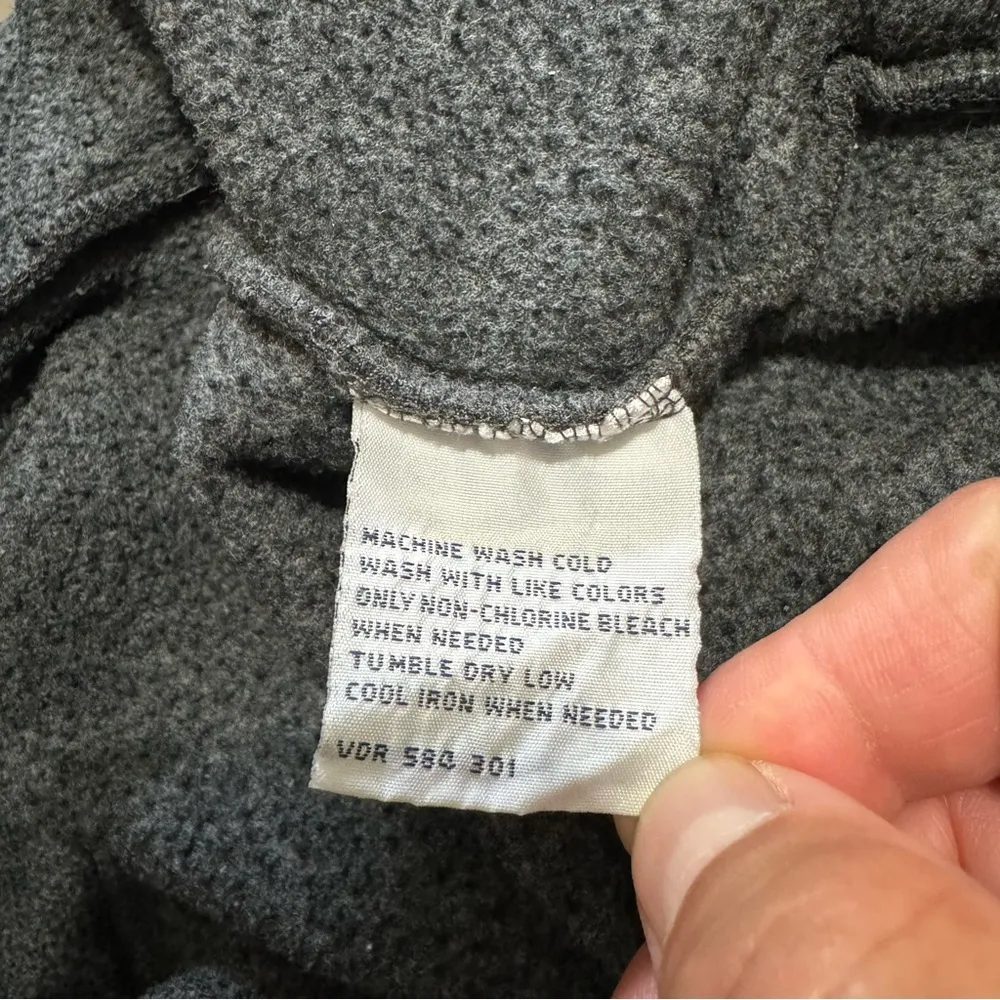 MACHINE WASH COLD
WASH WITH LIKE COLORS
ONLY NON-CHLORINE BLEACH
WHEN NEEDED
TUMBLE DRY LOW
COOL IRON WHEN NEEDED
VDR 584 301